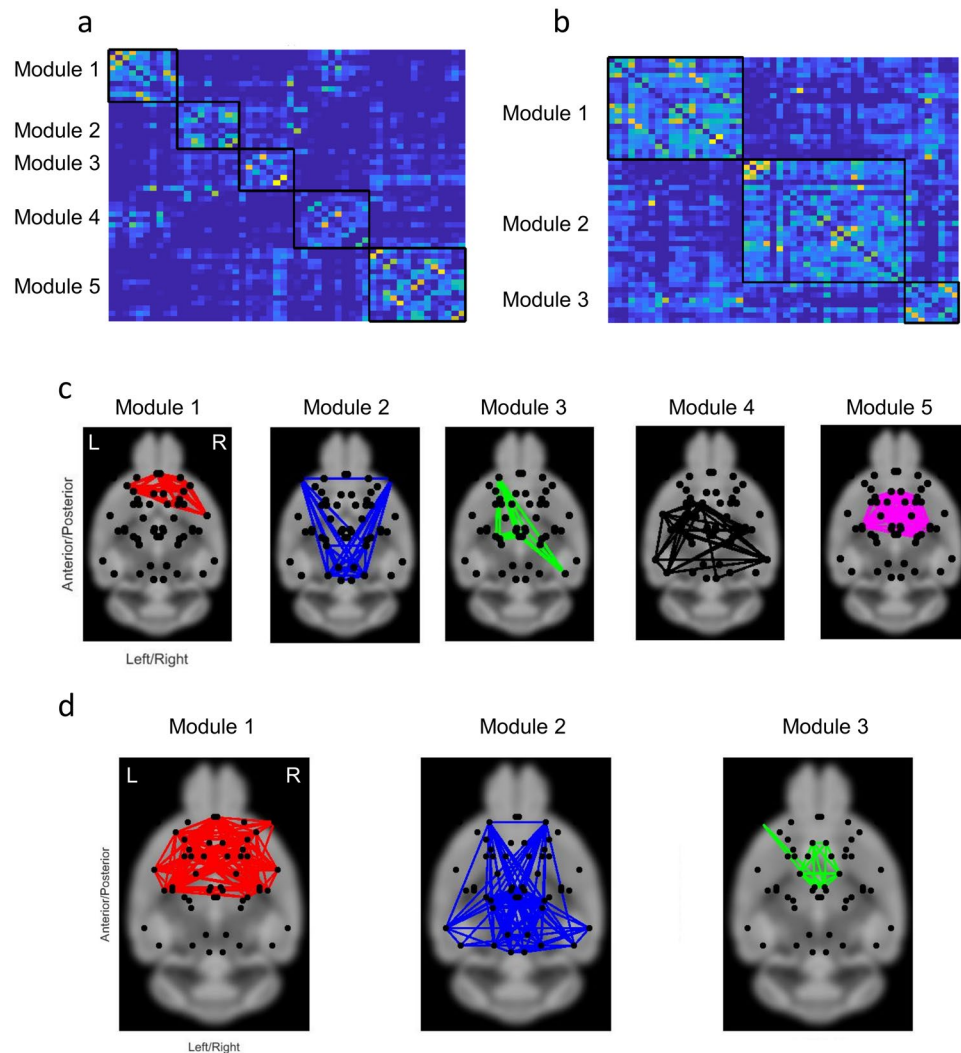 a
Module 1
Module 2
Module 3
Module 4
Module 5
b
Module 1
Module 2
Module 3
c
Module 1 Module 2 Module 3 Module 4 Module 5
L R
Anterior/Posterior
Left/Right
d
Module 1 Module 2 Module 3
L R
Anterior/Posterior
Left/Right